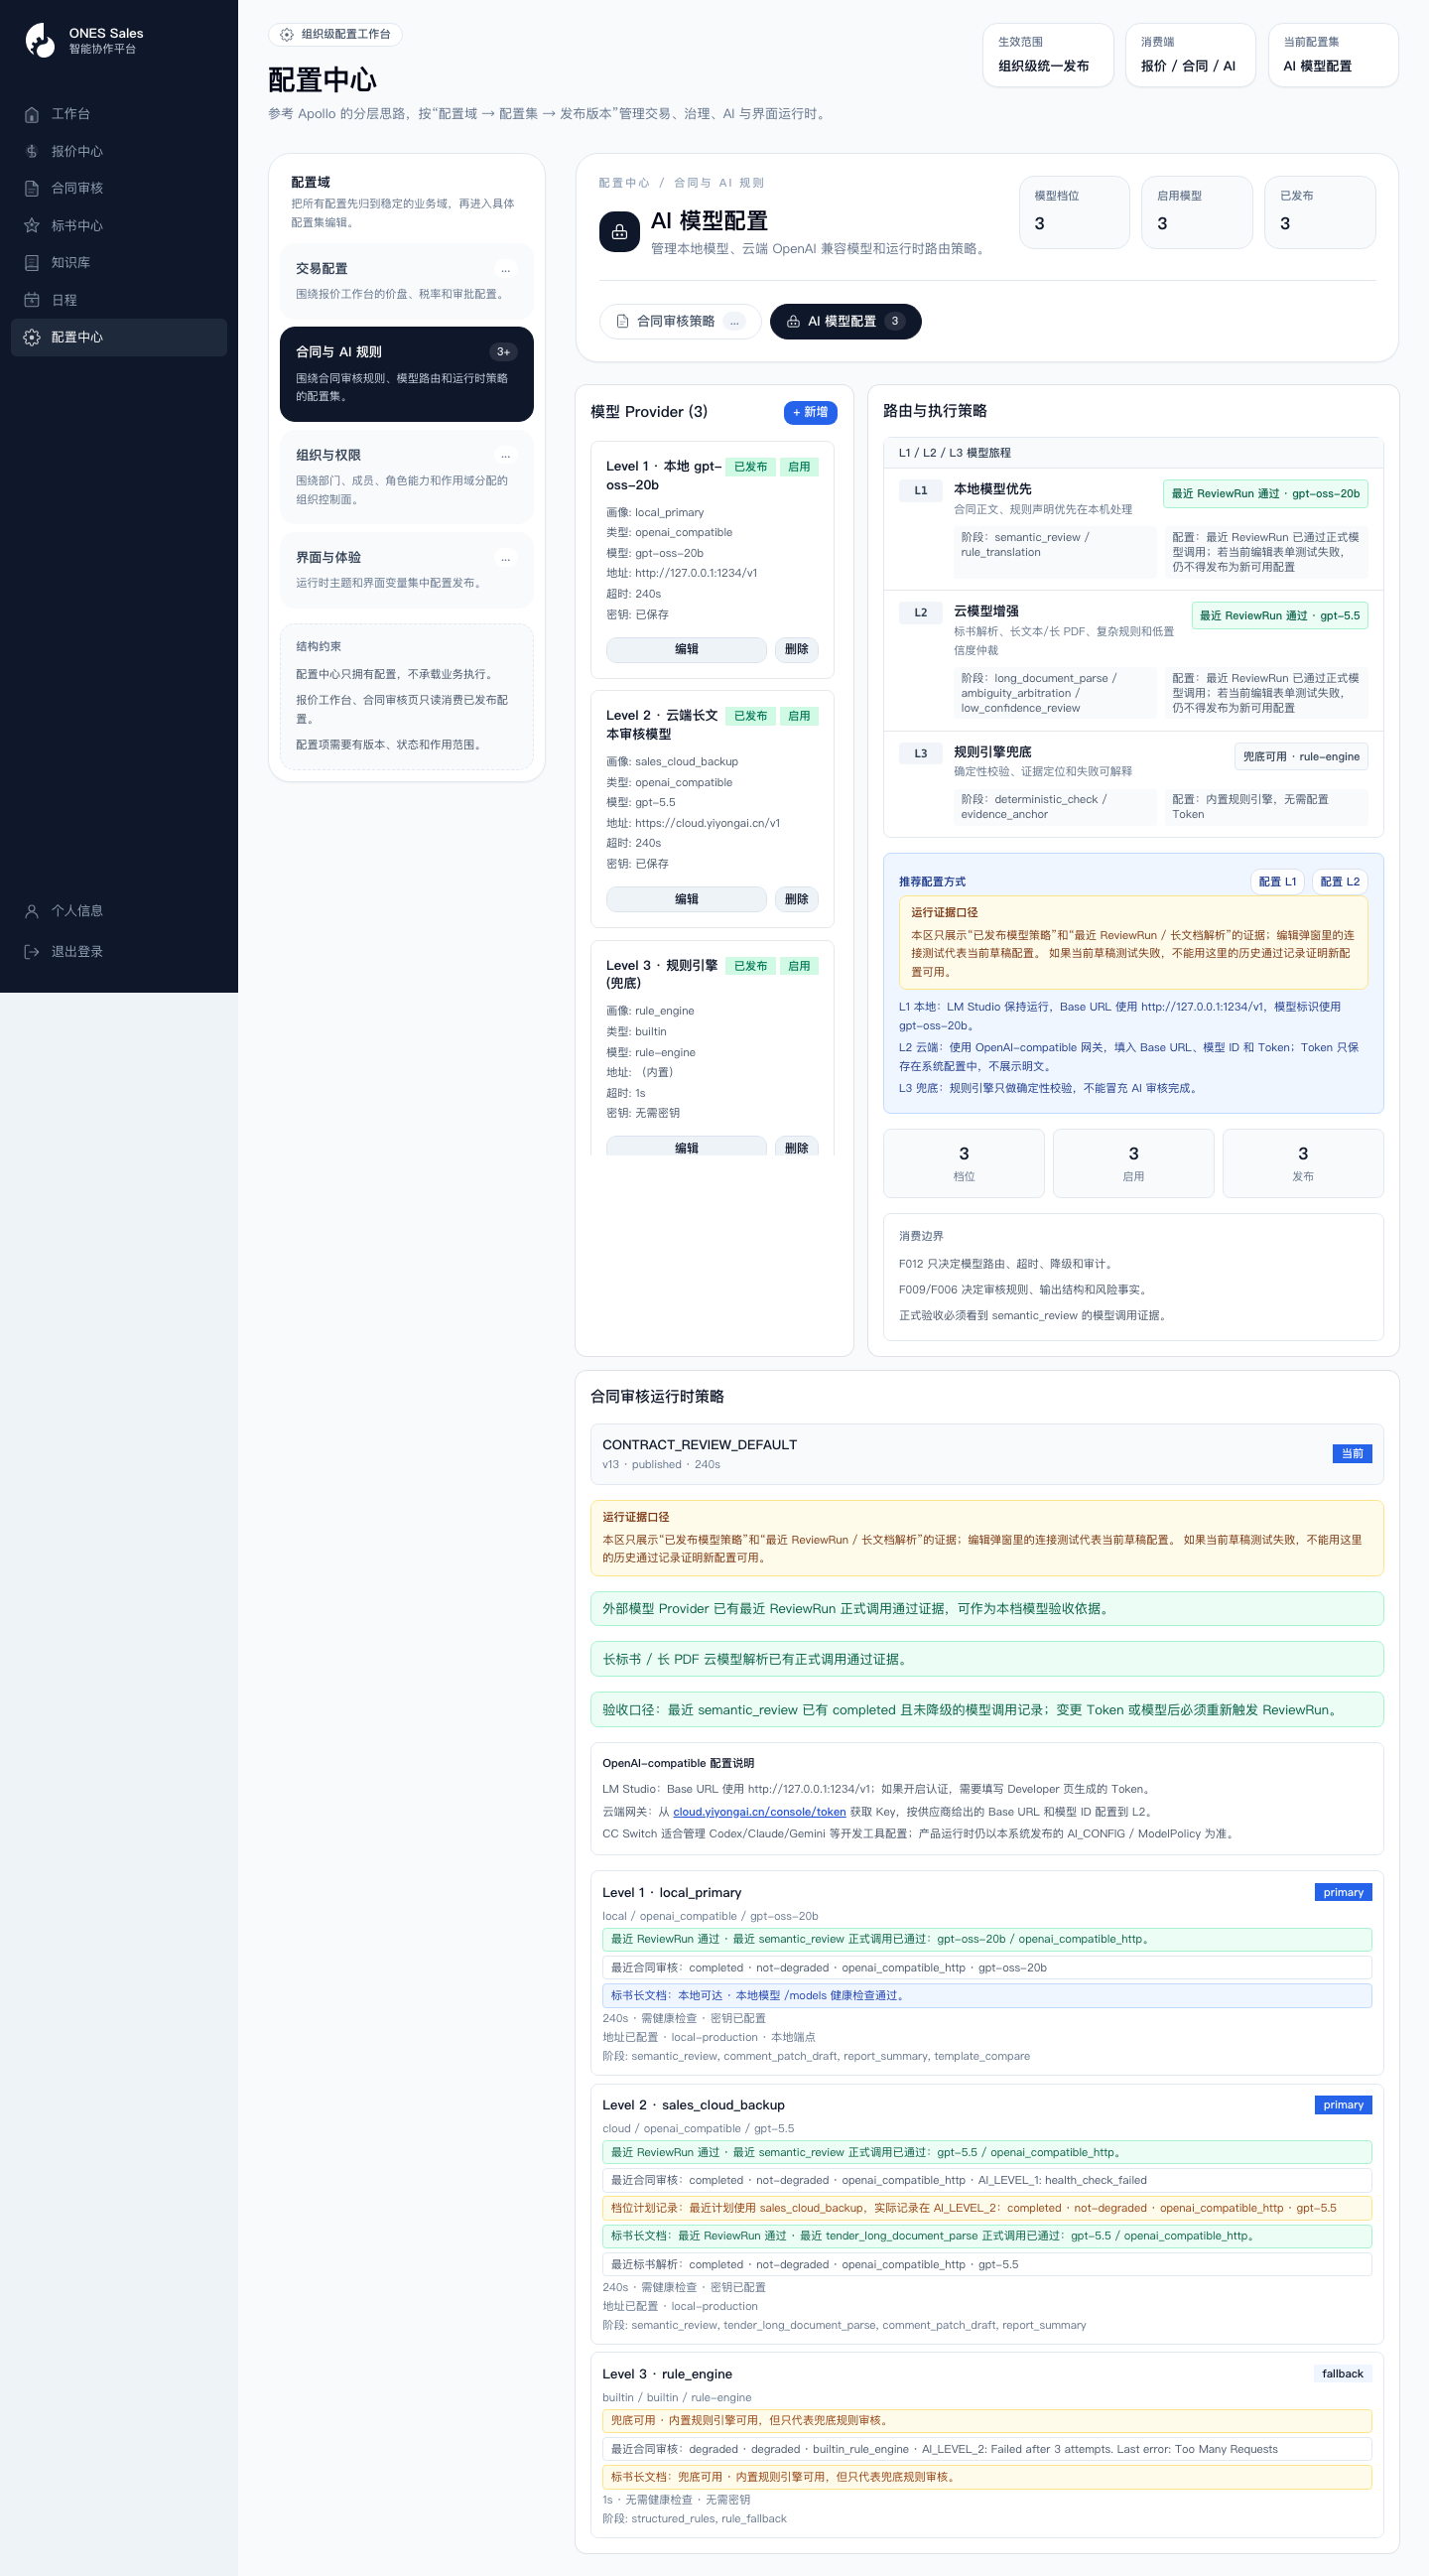 ONES Sales
智能协作平台
工作台
报价中心
合同审核
标书中心
知识库
日程
配置中心
个人信息
退出登录
组织级配置工作台
配置中心
参考 Apollo 的分层思路，按“配置域 → 配置集 → 发布版本”管理交易、治理、AI 与界面运行时。
生效范围
组织级统一发布
消费端
报价 / 合同 / AI
当前配置集
AI 模型配置
配置域
把所有配置先归到稳定的业务域，再进入具体
配置集编辑。
交易配置
...
围绕报价工作台的价盘、税率和审批配置。
合同与 AI 规则
3+
围绕合同审核规则、模型路由和运行时策略
的配置集。
组织与权限
...
围绕部门、成员、角色能力和作用域分配的
组织控制面。
界面与体验
...
运行时主题和界面变量集中配置发布。
结构约束
配置中心只拥有配置，不承载业务执行。
报价工作台、合同审核页只读消费已发布配
置。
配置项需要有版本、状态和作用范围。
配置中心 / 合同与 AI 规则
AI 模型配置
管理本地模型、云端 OpenAI 兼容模型和运行时路由策略。
模型档位
3
启用模型
3
已发布
3
合同审核策略 ...
AI 模型配置 3
模型 Provider (3)
+ 新增
Level 1 · 本地 gpt-
oss-20b
已发布 启用
画像: local_primary
类型: openai_compatible
模型: gpt-oss-20b
地址: http://127.0.0.1:1234/v1
超时: 240s
密钥: 已保存
编辑 删除
Level 2 · 云端长文
本审核模型
已发布 启用
画像: sales_cloud_backup
类型: openai_compatible
模型: gpt-5.5
地址: https://cloud.yiyongai.cn/v1
超时: 240s
密钥: 已保存
编辑 删除
Level 3 · 规则引擎
(兜底)
已发布 启用
画像: rule_engine
类型: builtin
模型: rule-engine
地址: （内置）
超时: 1s
密钥: 无需密钥
编辑 删除
路由与执行策略
L1 / L2 / L3 模型旅程
L1
本地模型优先
合同正文、规则声明优先在本机处理
最近 ReviewRun 通过 · gpt-oss-20b
阶段：semantic_review /
rule_translation
配置：最近 ReviewRun 已通过正式模
型调用；若当前编辑表单测试失败，
仍不得发布为新可用配置
L2
云模型增强
标书解析、长文本/长 PDF、复杂规则和低置
信度仲裁
最近 ReviewRun 通过 · gpt-5.5
阶段：long_document_parse /
ambiguity_arbitration /
low_confidence_review
配置：最近 ReviewRun 已通过正式模
型调用；若当前编辑表单测试失败，
仍不得发布为新可用配置
L3
规则引擎兜底
确定性校验、证据定位和失败可解释
兜底可用 · rule-engine
阶段：deterministic_check /
evidence_anchor
配置：内置规则引擎，无需配置
Token
推荐配置方式
配置 L1 配置 L2
运行证据口径
本区只展示“已发布模型策略”和“最近 ReviewRun / 长文档解析”的证据；编辑弹窗里的连
接测试代表当前草稿配置。 如果当前草稿测试失败，不能用这里的历史通过记录证明新配
置可用。
L1 本地：LM Studio 保持运行，Base URL 使用 http://127.0.0.1:1234/v1，模型标识使用
gpt-oss-20b。
L2 云端：使用 OpenAI-compatible 网关，填入 Base URL、模型 ID 和 Token；Token 只保
存在系统配置中，不展示明文。
L3 兜底：规则引擎只做确定性校验，不能冒充 AI 审核完成。
3
档位
3
启用
3
发布
消费边界
F012 只决定模型路由、超时、降级和审计。
F009/F006 决定审核规则、输出结构和风险事实。
正式验收必须看到 semantic_review 的模型调用证据。
合同审核运行时策略
CONTRACT_REVIEW_DEFAULT
v13 · published · 240s
当前
运行证据口径
本区只展示“已发布模型策略”和“最近 ReviewRun / 长文档解析”的证据；编辑弹窗里的连接测试代表当前草稿配置。 如果当前草稿测试失败，不能用这里
的历史通过记录证明新配置可用。
外部模型 Provider 已有最近 ReviewRun 正式调用通过证据，可作为本档模型验收依据。
长标书 / 长 PDF 云模型解析已有正式调用通过证据。
验收口径：最近 semantic_review 已有 completed 且未降级的模型调用记录；变更 Token 或模型后必须重新触发 ReviewRun。
OpenAI-compatible 配置说明
LM Studio：Base URL 使用 http://127.0.0.1:1234/v1；如果开启认证，需要填写 Developer 页生成的 Token。
云端网关：从 cloud.yiyongai.cn/console/token 获取 Key，按供应商给出的 Base URL 和模型 ID 配置到 L2。
CC Switch 适合管理 Codex/Claude/Gemini 等开发工具配置；产品运行时仍以本系统发布的 AI_CONFIG / ModelPolicy 为准。
Level 1 · local_primary
primary
local / openai_compatible / gpt-oss-20b
最近 ReviewRun 通过 · 最近 semantic_review 正式调用已通过：gpt-oss-20b / openai_compatible_http。
最近合同审核：completed · not-degraded · openai_compatible_http · gpt-oss-20b
标书长文档：本地可达 · 本地模型 /models 健康检查通过。
240s · 需健康检查 · 密钥已配置
地址已配置 · local-production · 本地端点
阶段: semantic_review, comment_patch_draft, report_summary, template_compare
Level 2 · sales_cloud_backup
primary
cloud / openai_compatible / gpt-5.5
最近 ReviewRun 通过 · 最近 semantic_review 正式调用已通过：gpt-5.5 / openai_compatible_http。
最近合同审核：completed · not-degraded · openai_compatible_http · AI_LEVEL_1: health_check_failed
档位计划记录：最近计划使用 sales_cloud_backup，实际记录在 AI_LEVEL_2：completed · not-degraded · openai_compatible_http · gpt-5.5
标书长文档：最近 ReviewRun 通过 · 最近 tender_long_document_parse 正式调用已通过：gpt-5.5 / openai_compatible_http。
最近标书解析：completed · not-degraded · openai_compatible_http · gpt-5.5
240s · 需健康检查 · 密钥已配置
地址已配置 · local-production
阶段: semantic_review, tender_long_document_parse, comment_patch_draft, report_summary
Level 3 · rule_engine
fallback
builtin / builtin / rule-engine
兜底可用 · 内置规则引擎可用，但只代表兜底规则审核。
最近合同审核：degraded · degraded · builtin_rule_engine · AI_LEVEL_2: Failed after 3 attempts. Last error: Too Many Requests
标书长文档：兜底可用 · 内置规则引擎可用，但只代表兜底规则审核。
1s · 无需健康检查 · 无需密钥
阶段: structured_rules, rule_fallback